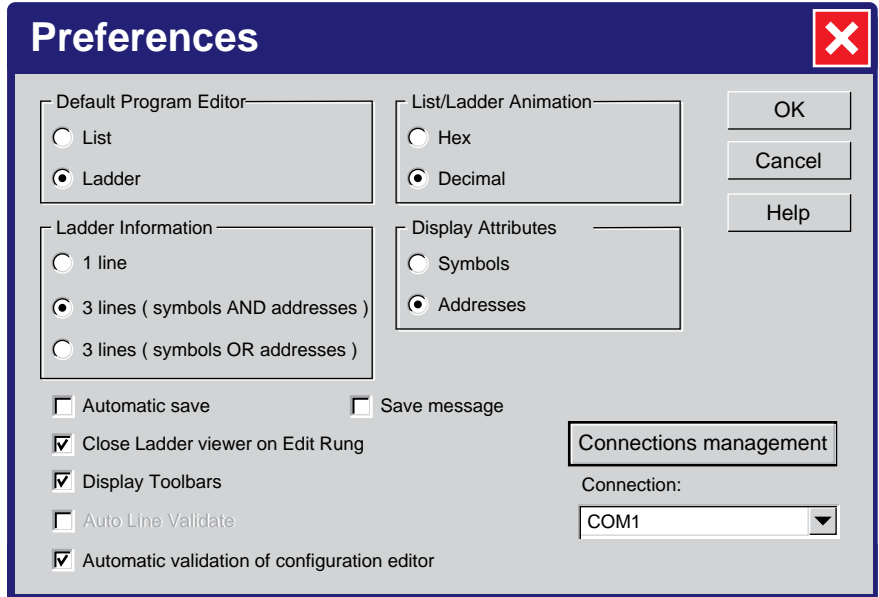 Preferences
Default Program Editor
List
Ladder
List/Ladder Animation
Hex
Decimal
OK
Cancel
Help
Ladder Information
1 line
3 lines ( symbols AND addresses )
3 lines ( symbols OR addresses )
Display Attributes
Symbols
Addresses
Automatic save
Save message
Close Ladder viewer on Edit Rung
Display Toolbars
Auto Line Validate
Automatic validation of configuration editor
Connections management
Connection:
COM1